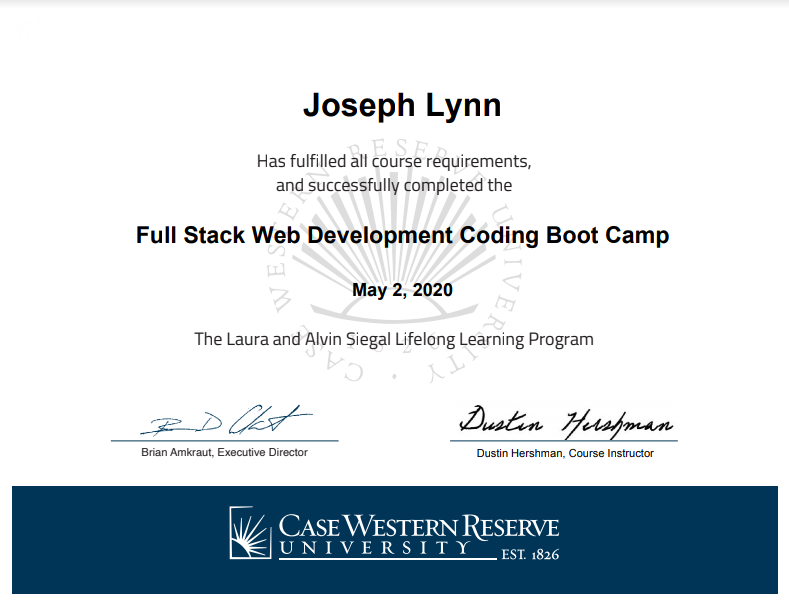 Joseph Lynn
Has fulfilled all course requirements,
and successfully completed the
Full Stack Web Development Coding Boot Camp
May 2, 2020
The Laura and Alvin Siegal Lifelong Learning Program
CASE WESTERN RESERVE UNIVERSITY
Dustin Hershman
Brian Amkraut, Executive Director
Dustin Hershman, Course Instructor
CASE WESTERN RESERVE
UNIVERSITY EST. 1826